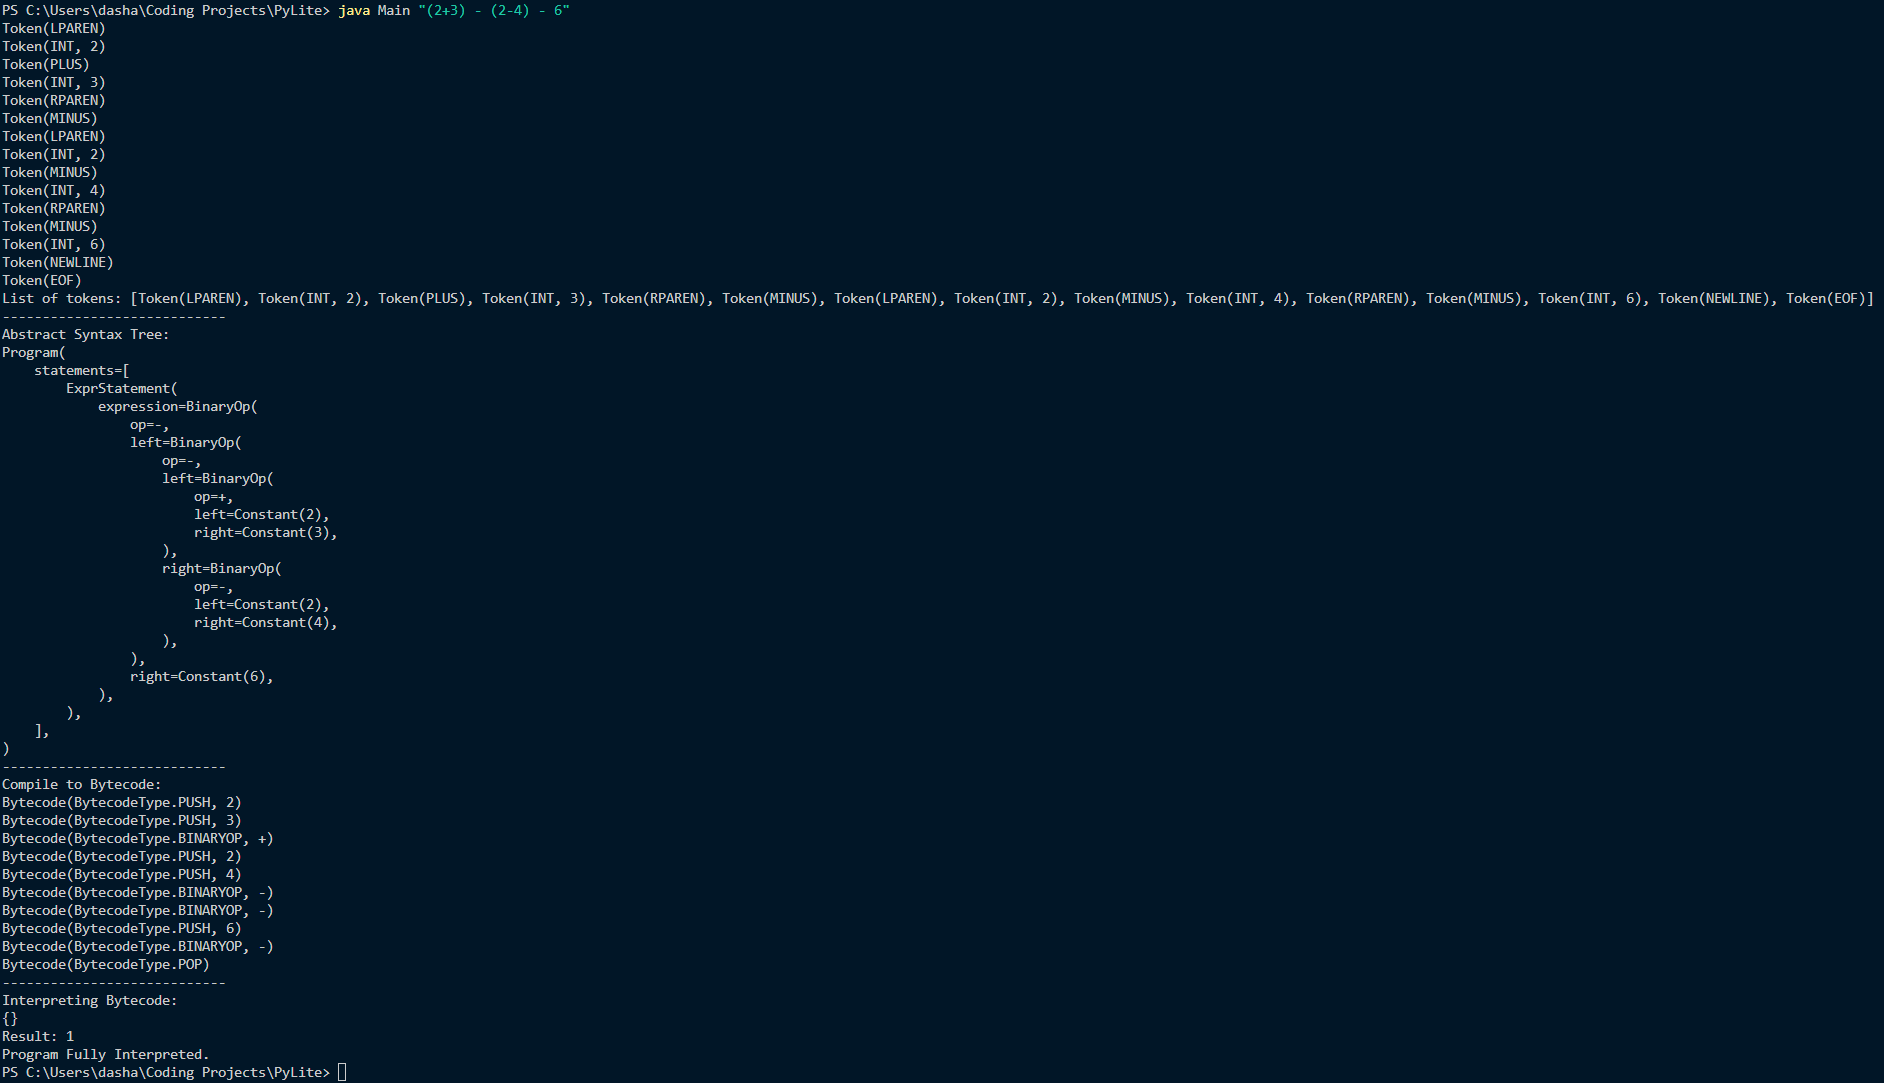 PS C:\Users\dasha\Coding Projects\PyLite> java Main "(2+3) - (2-4) - 6"
Token(LPAREN)
Token(INT, 2)
Token(PLUS)
Token(INT, 3)
Token(RPAREN)
Token(MINUS)
Token(LPAREN)
Token(INT, 2)
Token(MINUS)
Token(INT, 4)
Token(RPAREN)
Token(MINUS)
Token(INT, 6)
Token(NEWLINE)
Token(EOF)
List of tokens: [Token(LPAREN), Token(INT, 2), Token(PLUS), Token(INT, 3), Token(RPAREN), Token(MINUS), Token(LPAREN), Token(INT, 2), Token(MINUS), Token(INT, 4), Token(RPAREN), Token(MINUS), Token(INT, 6), Token(NEWLINE), Token(EOF)]
----------------------------
Abstract Syntax Tree:
Program(
    statements=[
        ExprStatement(
            expression=BinaryOp(
                op=-,
                left=BinaryOp(
                    op=-,
                    left=BinaryOp(
                        op=+,
                        left=Constant(2),
                        right=Constant(3),
                    ),
                    right=BinaryOp(
                        op=-,
                        left=Constant(2),
                        right=Constant(4),
                    ),
                ),
                right=Constant(6),
            ),
        ),
    ],
)
----------------------------
Compile to Bytecode:
Bytecode(BytecodeType.PUSH, 2)
Bytecode(BytecodeType.PUSH, 3)
Bytecode(BytecodeType.BINARYOP, +)
Bytecode(BytecodeType.PUSH, 2)
Bytecode(BytecodeType.PUSH, 4)
Bytecode(BytecodeType.BINARYOP, -)
Bytecode(BytecodeType.BINARYOP, -)
Bytecode(BytecodeType.PUSH, 6)
Bytecode(BytecodeType.BINARYOP, -)
Bytecode(BytecodeType.POP)
----------------------------
Interpreting Bytecode:
{}
Result: 1
Program Fully Interpreted.
PS C:\Users\dasha\Coding Projects\PyLite>